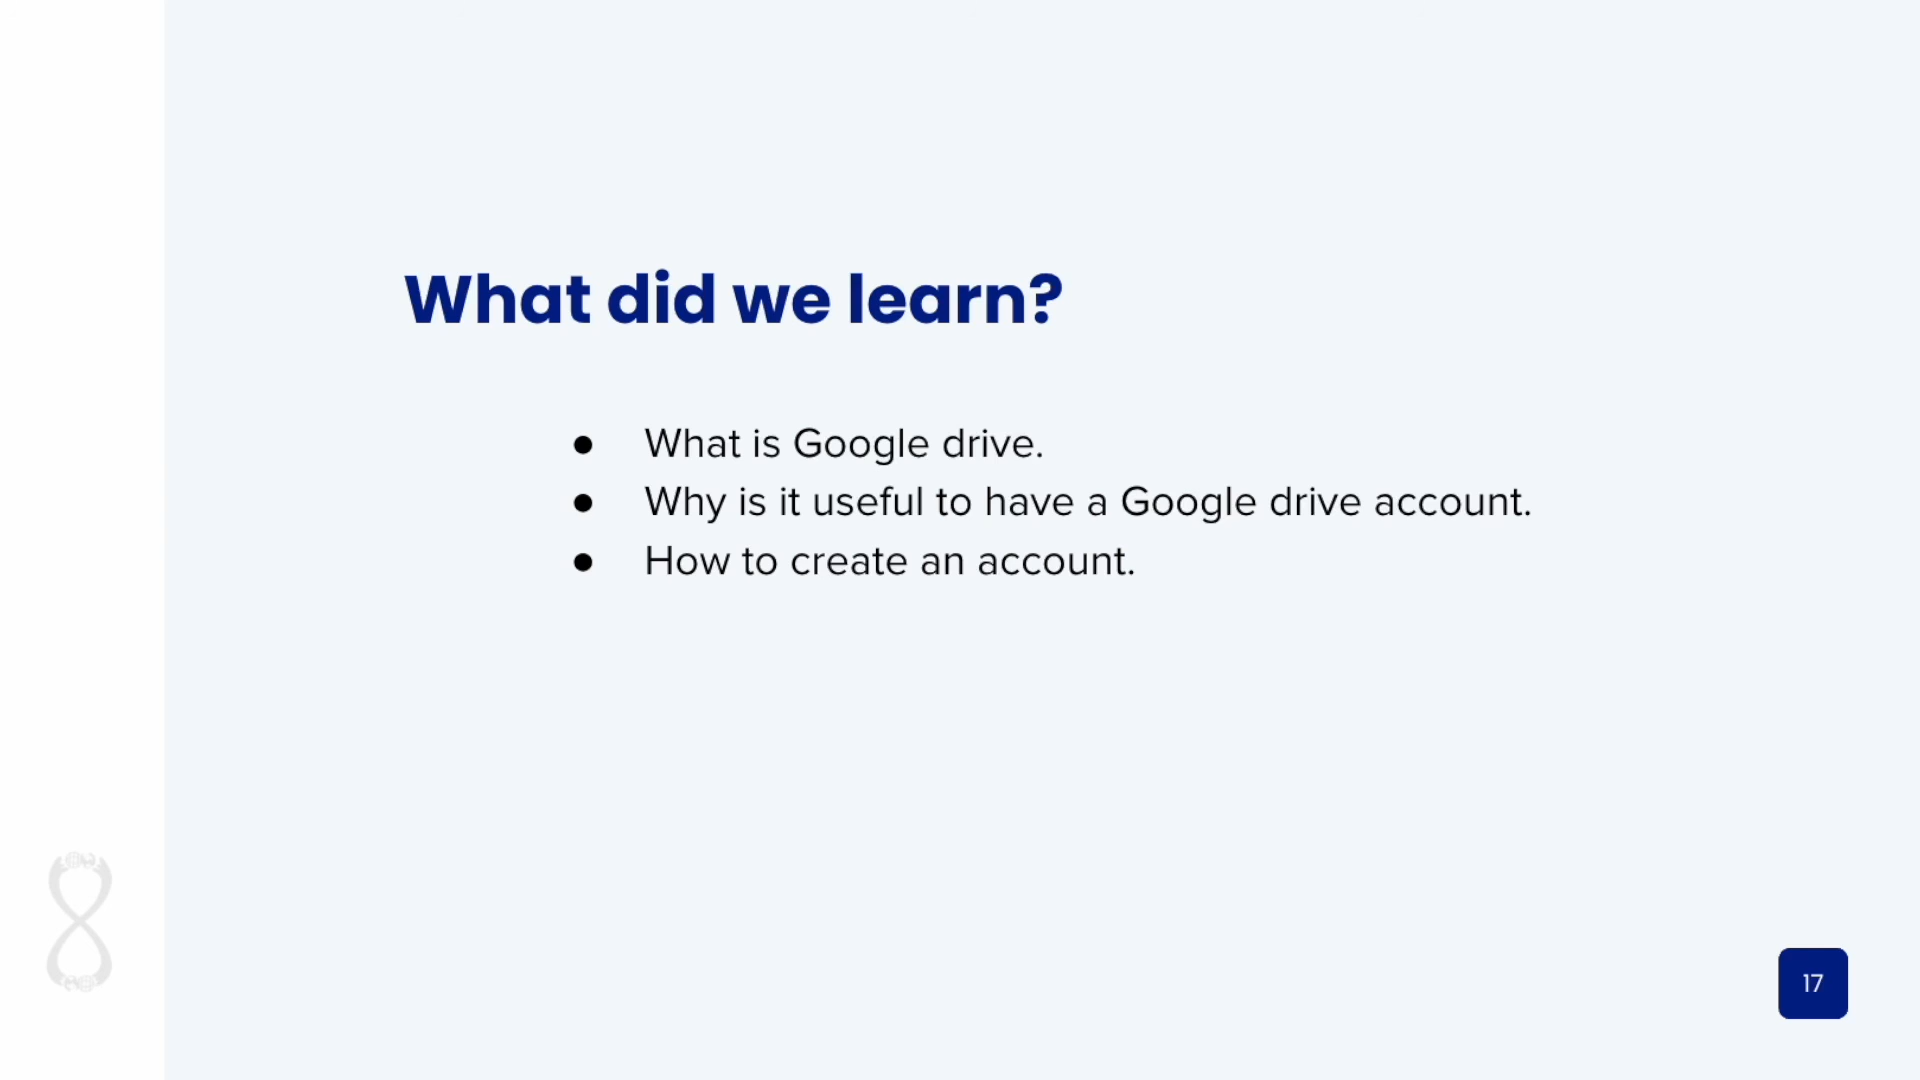 What did we learn?
● What is Google drive.
● Why is it useful to have a Google drive account.
● How to create an account.
17